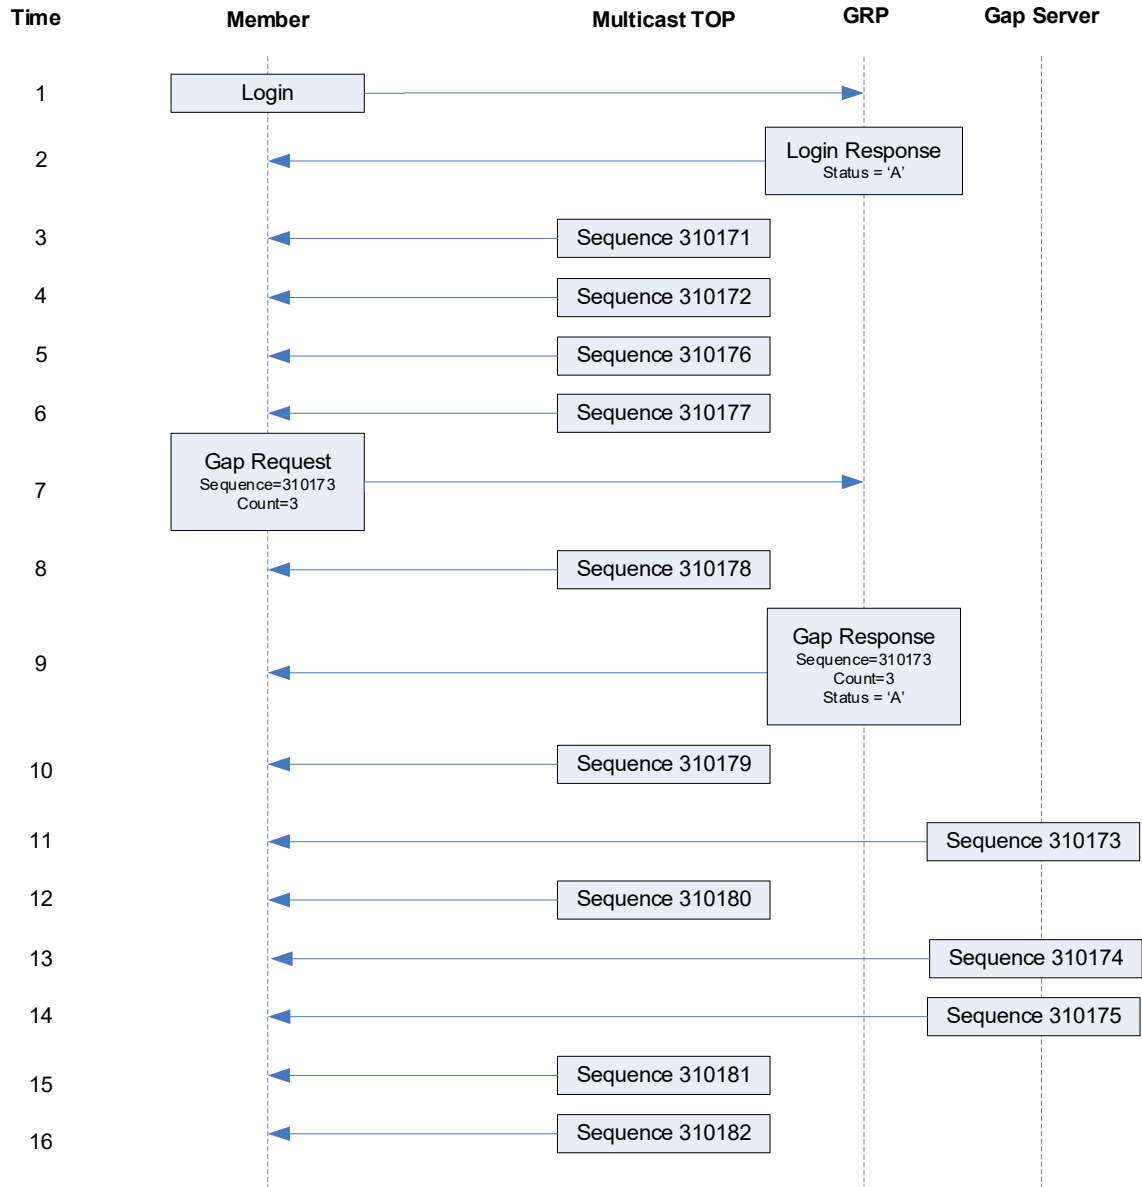 Time Member Multicast TOP GRP Gap Server
1 Login
2 Login Response
Status = ‘A’
3 Sequence 310171
4 Sequence 310172
5 Sequence 310176
6 Sequence 310177
7 Gap Request
Sequence=310173
Count=3
8 Sequence 310178
9 Gap Response
Sequence=310173
Count=3
Status = ‘A’
10 Sequence 310179
11 Sequence 310173
12 Sequence 310180
13 Sequence 310174
14 Sequence 310175
15 Sequence 310181
16 Sequence 310182